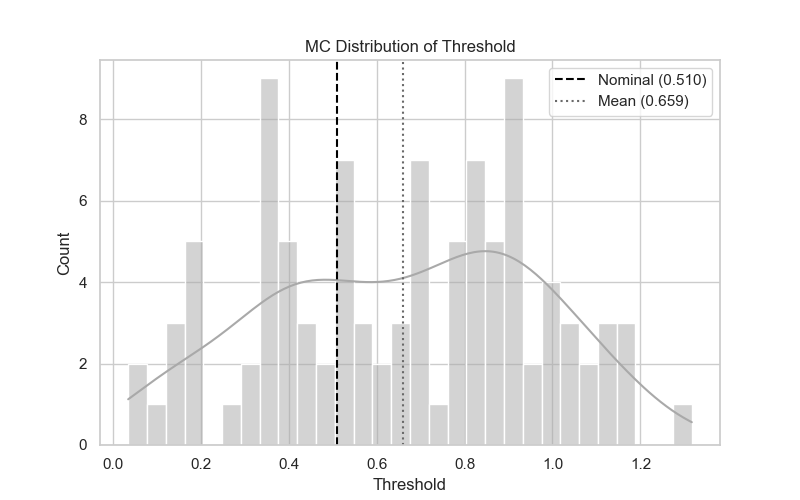 MC Distribution of Threshold
Nominal (0.510)
Mean (0.659)
Count
8
6
4
2
0
0.0 0.2 0.4 0.6 0.8 1.0 1.2
Threshold